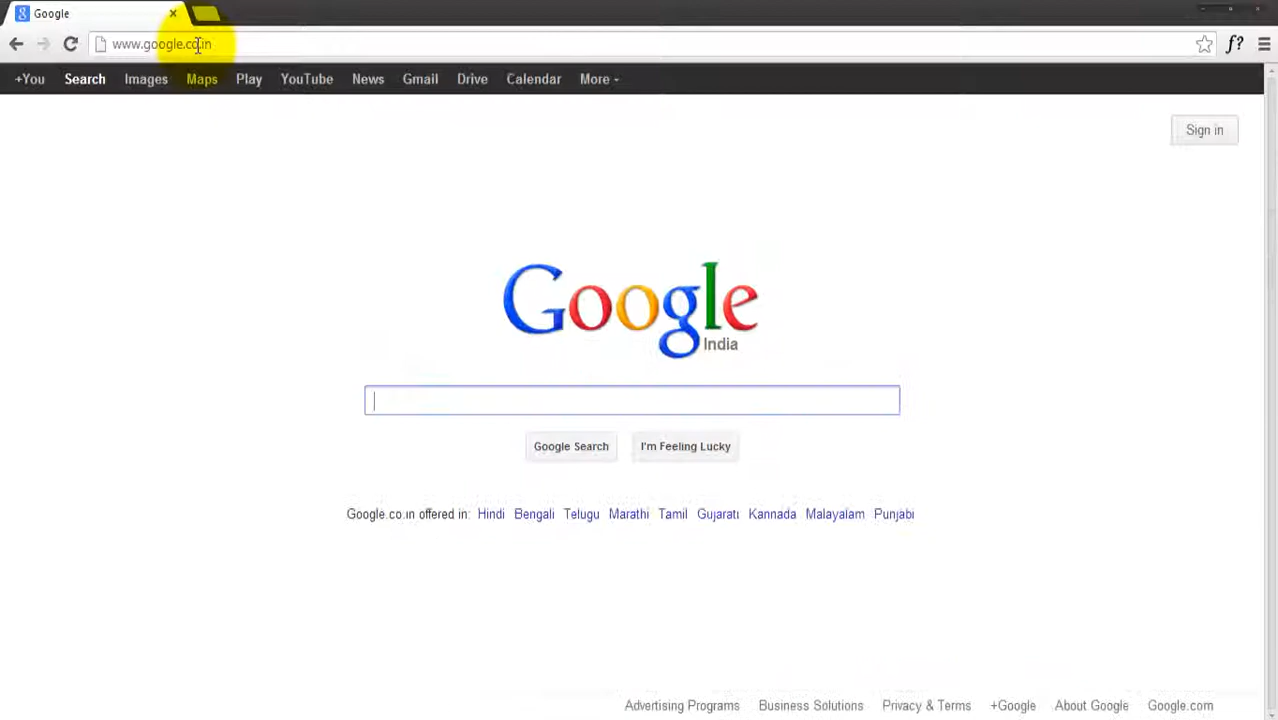 Google
www.google.co.in
f?
+You Search Images Maps Play YouTube News Gmail Drive Calendar More
Sign in
Google
India
Google Search I'm Feeling Lucky
Google.co.in offered in: Hindi Bengali Telugu Marathi Tamil Gujarati Kannada Malayalam Punjabi
Advertising Programs Business Solutions Privacy & Terms +Google About Google Google.com